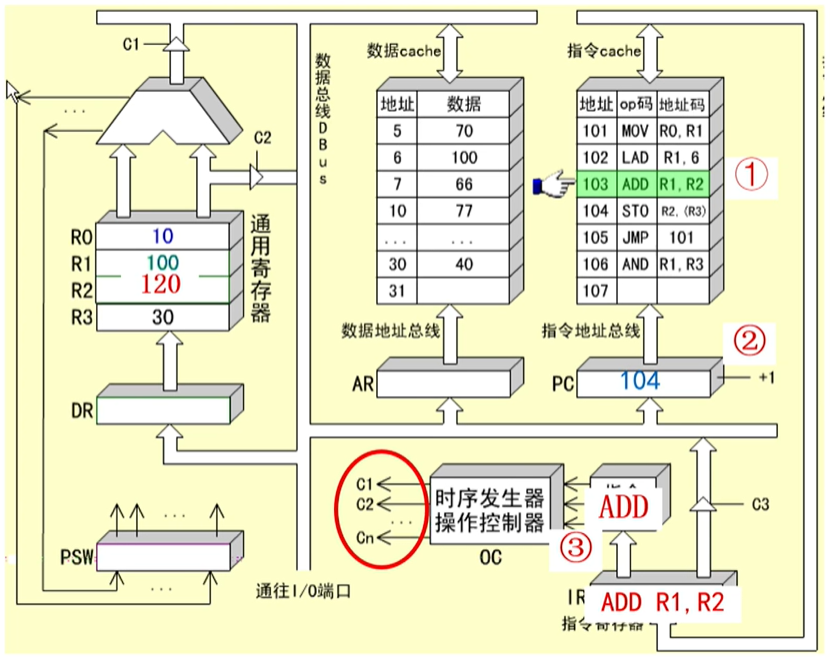 C1
数据cache
指令cache
数据总线DBus
地址 数据
5 70
6 100
7 66
10 77
... ...
30 40
31
地址 op码 地址码
101 MOV R0, R1
102 LAD R1, 6
103 ADD R1, R2
104 STO R2, (R3)
105 JMP 101
106 AND R1, R3
107
①
...
C2
通用寄存器
R0 10
R1 100
R2 120
R3 30
数据地址总线
指令地址总线
②
AR
PC 104
+1
DR
C1
C2
...
Cn
时序发生器
操作控制器
OC
③
ADD
C3
...
PSW
...
通往I/O端口
IR
ADD R1, R2
指令寄存器